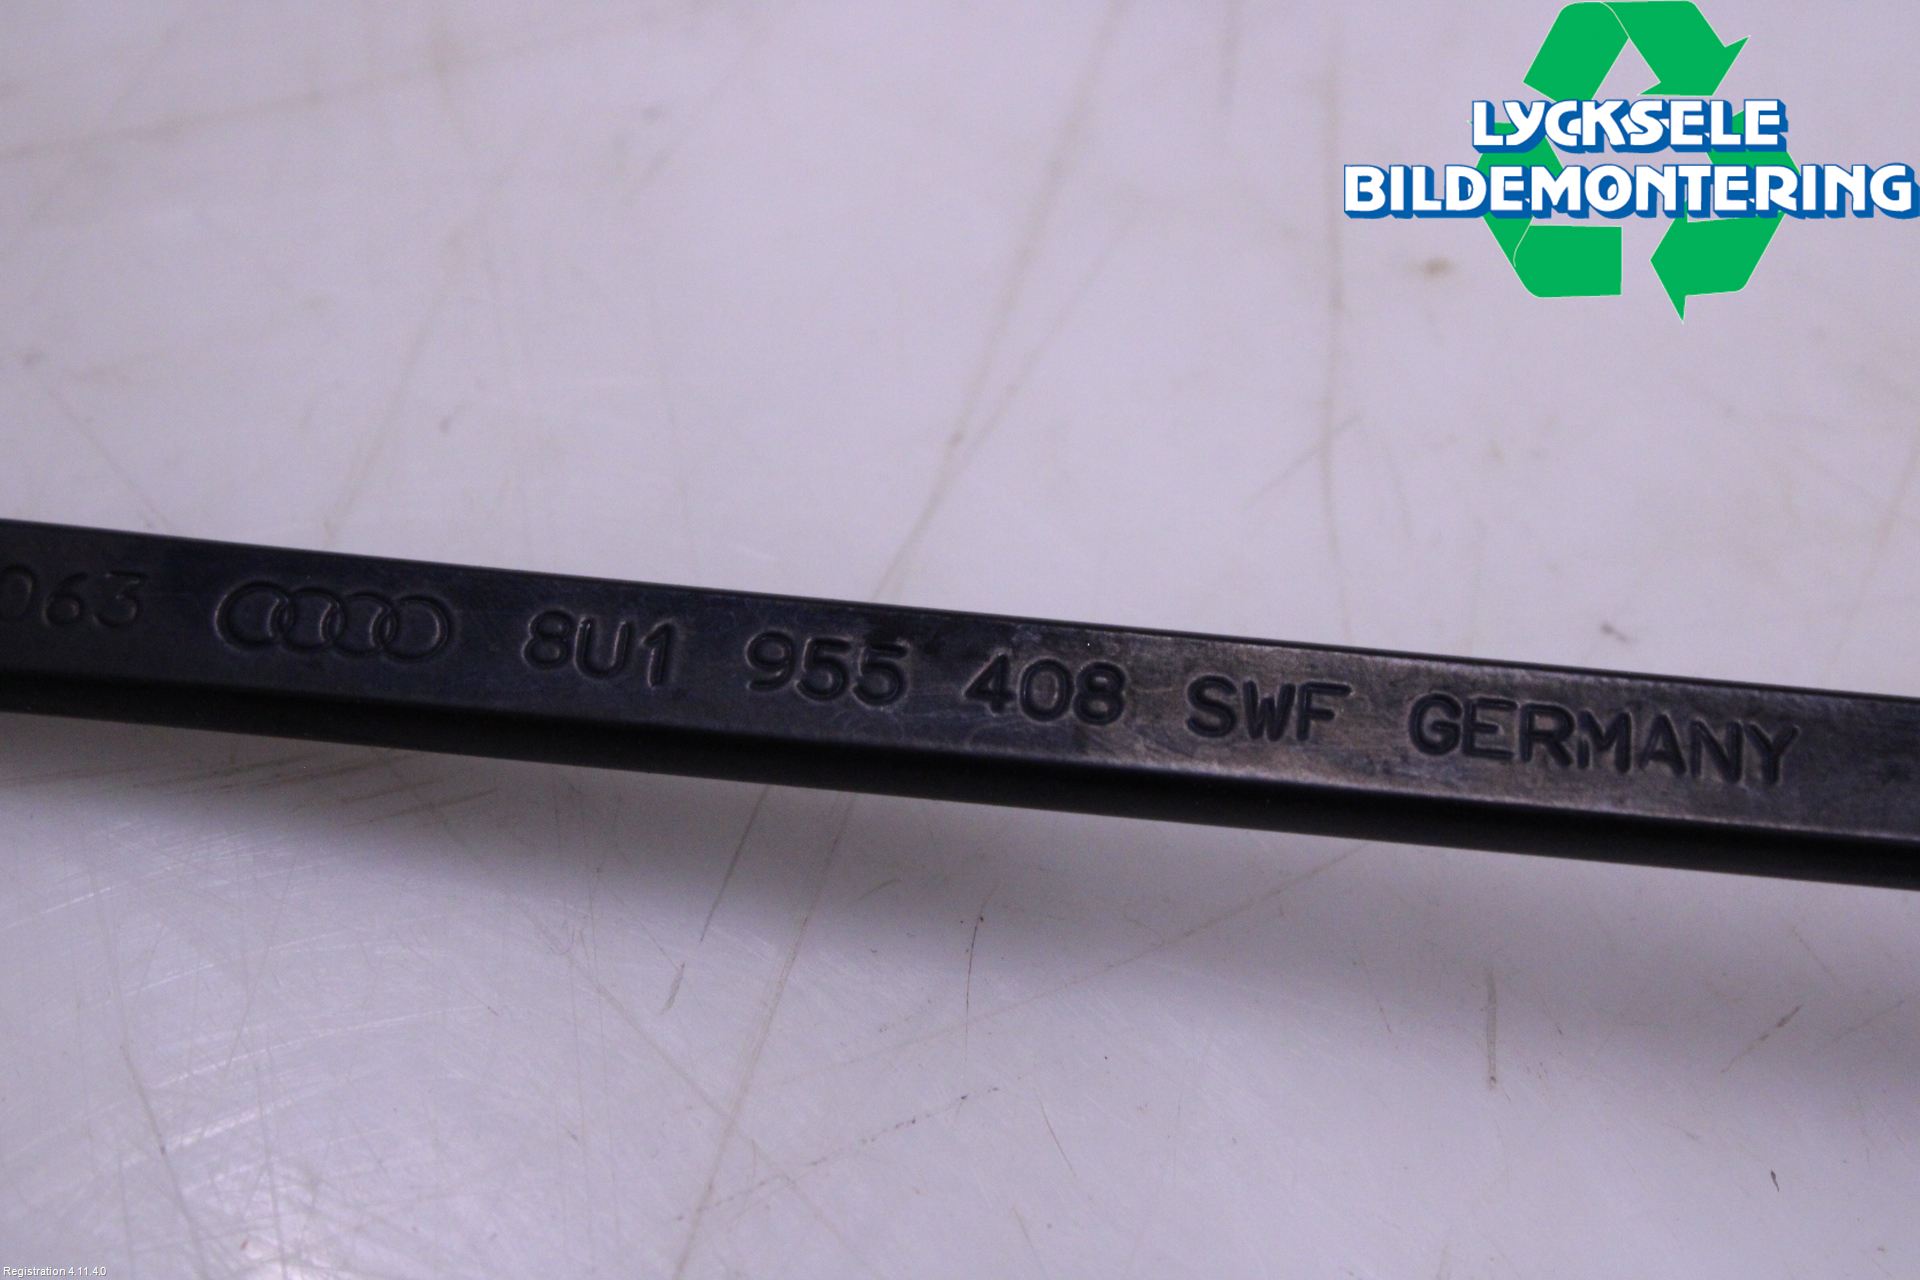 LYCKSELE
BILDEMONTERING
063 8U1 955 408 SWF GERMANY
Registration 4.11.4.0